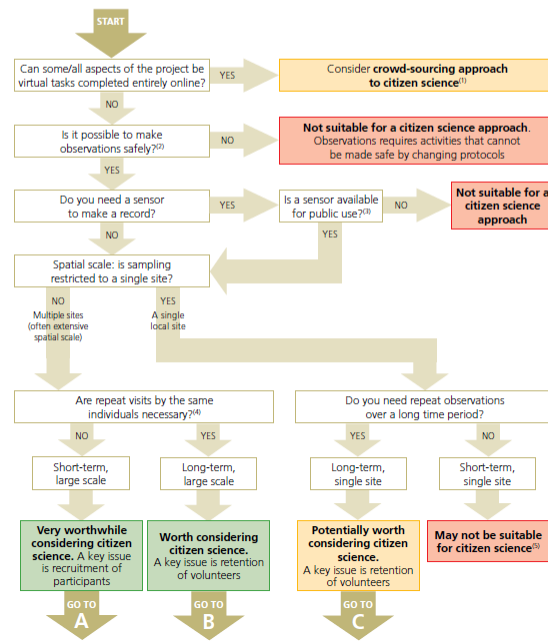 START
Can some/all aspects of the project be
virtual tasks completed entirely online?
YES
Consider crowd-sourcing approach
to citizen science(1)
NO
Is it possible to make
observations safely?(2)
NO
Not suitable for a citizen science approach.
Observations requires activities that cannot
be made safe by changing protocols
YES
Do you need a sensor
to make a record?
YES
Is a sensor available
for public use?(3)
NO
Not suitable for a
citizen science
approach
NO
YES
Spatial scale: is sampling
restricted to a single site?
NO
Multiple sites
(often extensive
spatial scale)
YES
A single
local site
Are repeat visits by the same
individuals necessary?(4)
Do you need repeat observations
over a long time period?
NO
YES
YES
NO
Short-term,
large scale
Long-term,
large scale
Long-term,
single site
Short-term,
single site
Very worthwhile
considering citizen
science. A key issue
is recruitment of
participants
Worth considering
citizen science.
A key issue is retention
of volunteers
Potentially worth
considering citizen
science.
A key issue is retention
of volunteers
May not be suitable
for citizen science(5)
GO TO
A
GO TO
B
GO TO
C